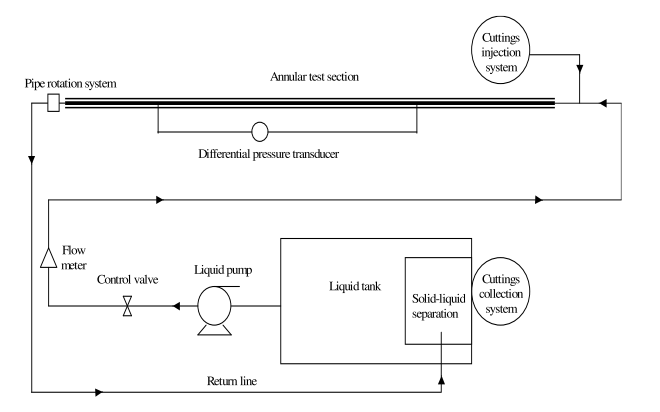 Cuttings
injection
system
Annular test section
Pipe rotation system
Differential pressure transducer
Flow
meter
Control valve
Liquid pump
Liquid tank
Solid-liquid
separation
Cuttings
collection
system
Return line